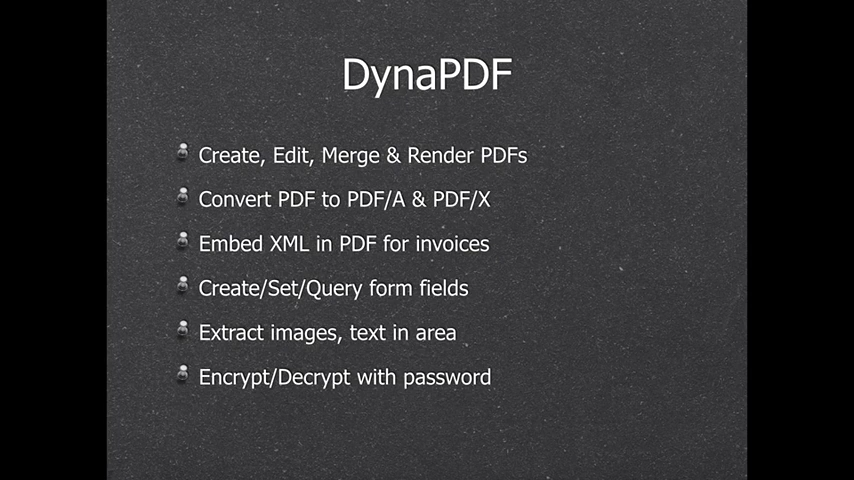 DynaPDF
Create, Edit, Merge & Render PDFs
Convert PDF to PDF/A & PDF/X
Embed XML in PDF for invoices
Create/Set/Query form fields
Extract images, text in area
Encrypt/Decrypt with password